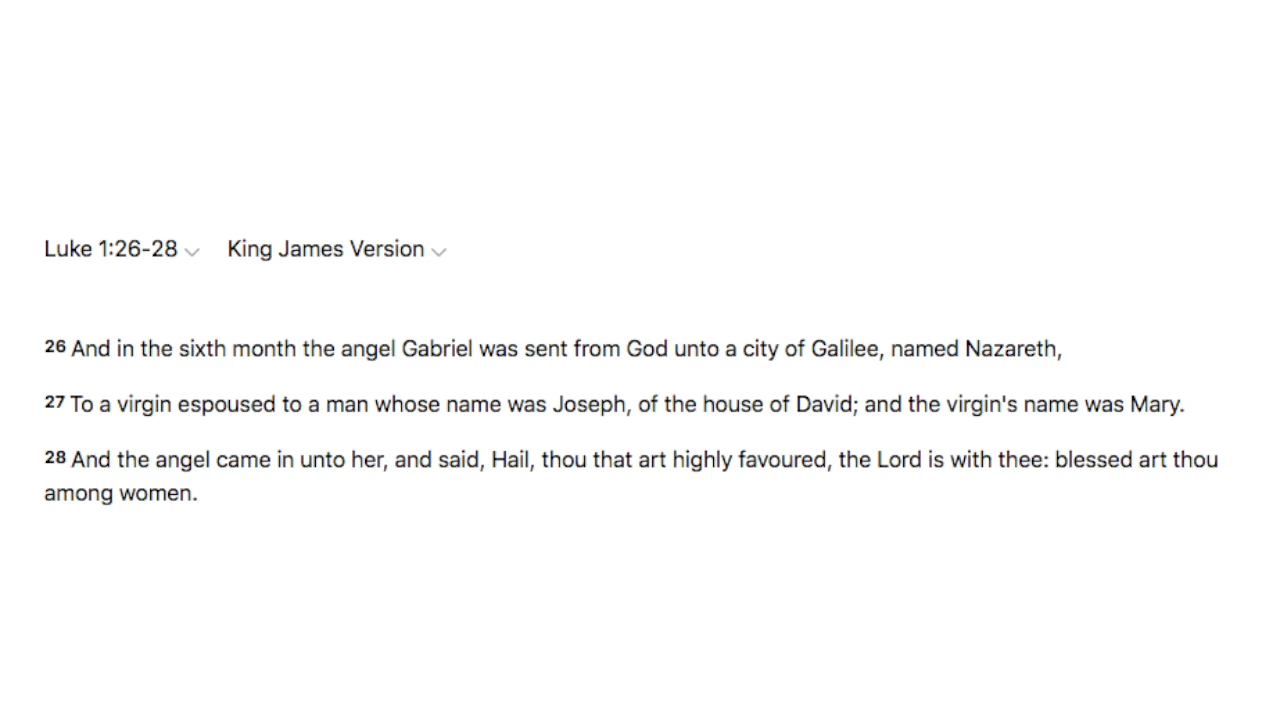 Luke 1:26-28 King James Version
26 And in the sixth month the angel Gabriel was sent from God unto a city of Galilee, named Nazareth,
27 To a virgin espoused to a man whose name was Joseph, of the house of David; and the virgin's name was Mary.
28 And the angel came in unto her, and said, Hail, thou that art highly favoured, the Lord is with thee: blessed art thou
among women.